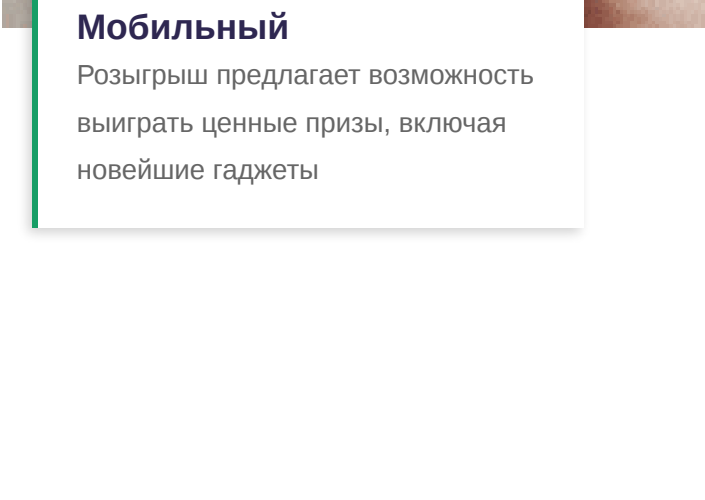 Мобильный
Розыгрыш предлагает возможность
выиграть ценные призы, включая
новейшие гаджеты